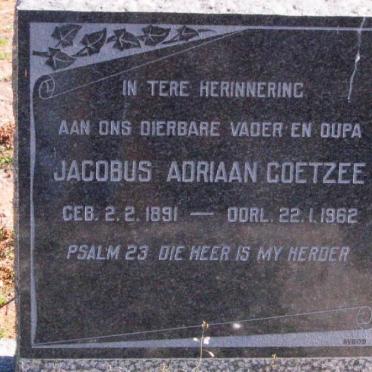 IN TERE HERINNERING
AAN ONS DIERBARE VADER EN OUPA
JACOBUS ADRIAAN COETZEE
GEB. 2.2.1891 — OORL. 22.1.1962
PSALM 23 DIE HEER IS MY HERDER